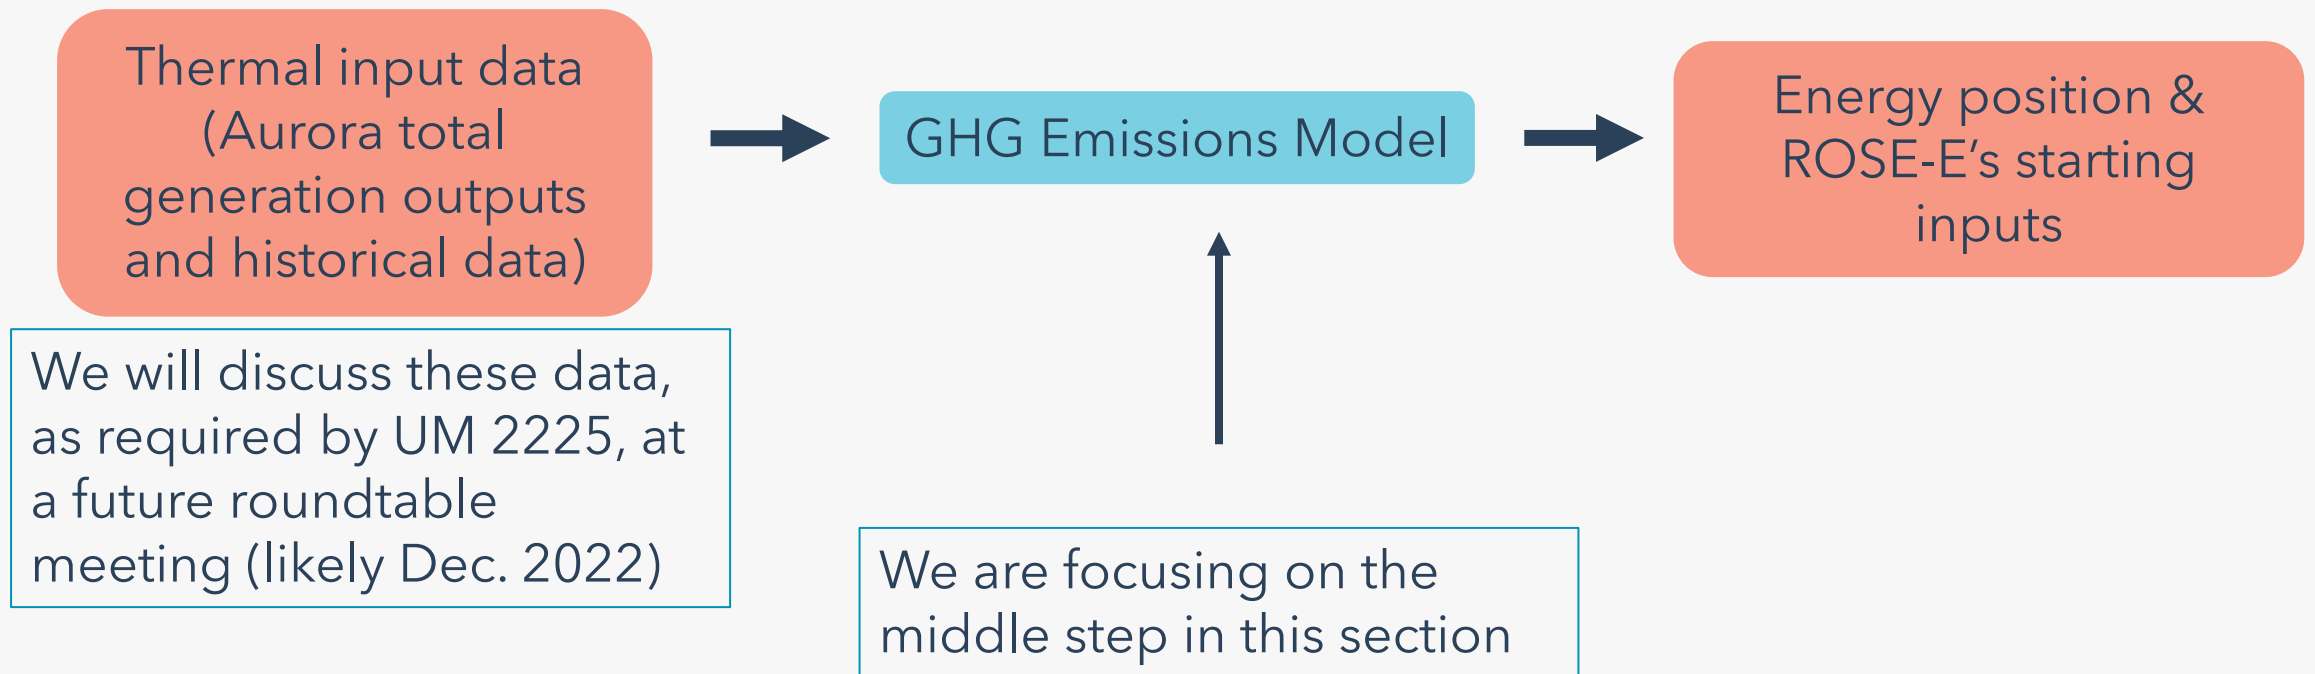 Thermal input data
(Aurora total
generation outputs
and historical data)
GHG Emissions Model
Energy position &
ROSE-E’s starting
inputs
We will discuss these data,
as required by UM 2225, at
a future roundtable
meeting (likely Dec. 2022)
We are focusing on the
middle step in this section